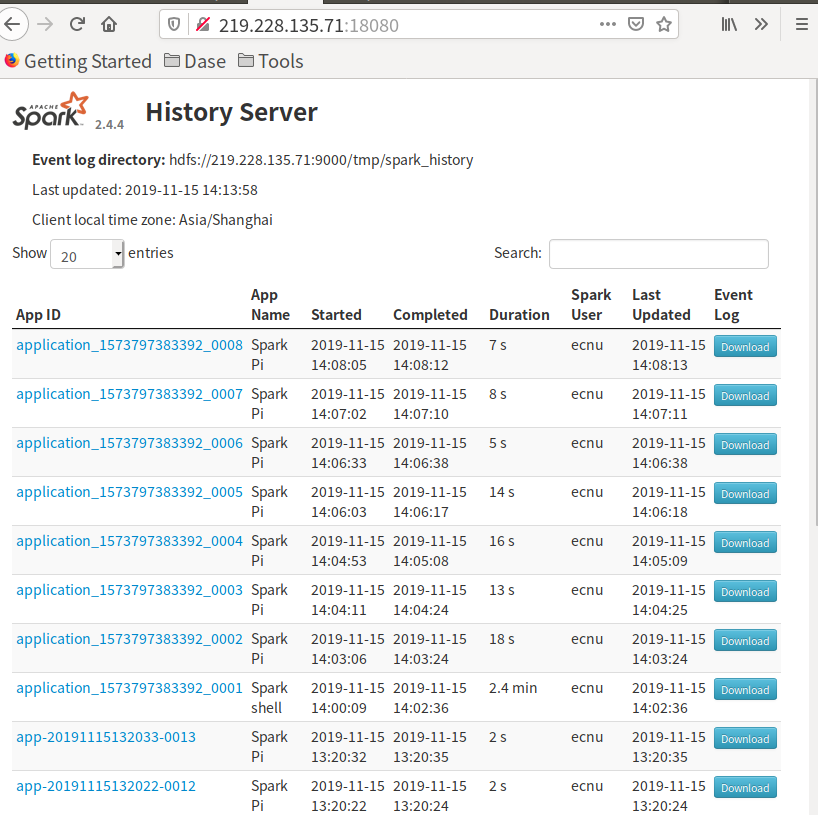 219.228.135.71:18080
Getting Started Dase Tools
APACHE
Spark 2.4.4 History Server
Event log directory: hdfs://219.228.135.71:9000/tmp/spark_history
Last updated: 2019-11-15 14:13:58
Client local time zone: Asia/Shanghai
Show 20 entries Search:
App Spark Last Event
App ID Name Started Completed Duration User Updated Log
application_1573797383392_0008 Spark 2019-11-15 2019-11-15 7 s ecnu 2019-11-15 Download
Pi 14:08:05 14:08:12 14:08:13
application_1573797383392_0007 Spark 2019-11-15 2019-11-15 8 s ecnu 2019-11-15 Download
Pi 14:07:02 14:07:10 14:07:11
application_1573797383392_0006 Spark 2019-11-15 2019-11-15 5 s ecnu 2019-11-15 Download
Pi 14:06:33 14:06:38 14:06:38
application_1573797383392_0005 Spark 2019-11-15 2019-11-15 14 s ecnu 2019-11-15 Download
Pi 14:06:03 14:06:17 14:06:18
application_1573797383392_0004 Spark 2019-11-15 2019-11-15 16 s ecnu 2019-11-15 Download
Pi 14:04:53 14:05:08 14:05:09
application_1573797383392_0003 Spark 2019-11-15 2019-11-15 13 s ecnu 2019-11-15 Download
Pi 14:04:11 14:04:24 14:04:25
application_1573797383392_0002 Spark 2019-11-15 2019-11-15 18 s ecnu 2019-11-15 Download
Pi 14:03:06 14:03:24 14:03:24
application_1573797383392_0001 Spark 2019-11-15 2019-11-15 2.4 min ecnu 2019-11-15 Download
shell 14:00:09 14:02:36 14:02:36
app-20191115132033-0013 Spark 2019-11-15 2019-11-15 2 s ecnu 2019-11-15 Download
Pi 13:20:32 13:20:35 13:20:35
app-20191115132022-0012 Spark 2019-11-15 2019-11-15 2 s ecnu 2019-11-15 Download
Pi 13:20:22 13:20:24 13:20:24